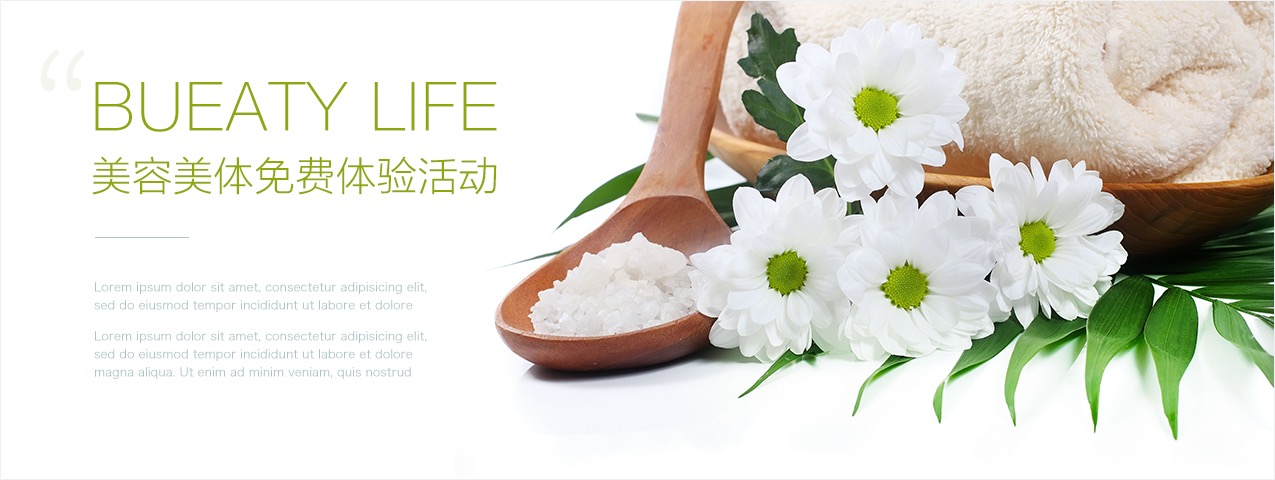 “
BUEATY LIFE
美容美体免费体验活动
Lorem ipsum dolor sit amet, consectetur adipisicing elit,
sed do eiusmod tempor incididunt ut labore et dolore
Lorem ipsum dolor sit amet, consectetur adipisicing elit,
sed do eiusmod tempor incididunt ut labore et dolore
magna aliqua. Ut enim ad minim veniam, quis nostrud